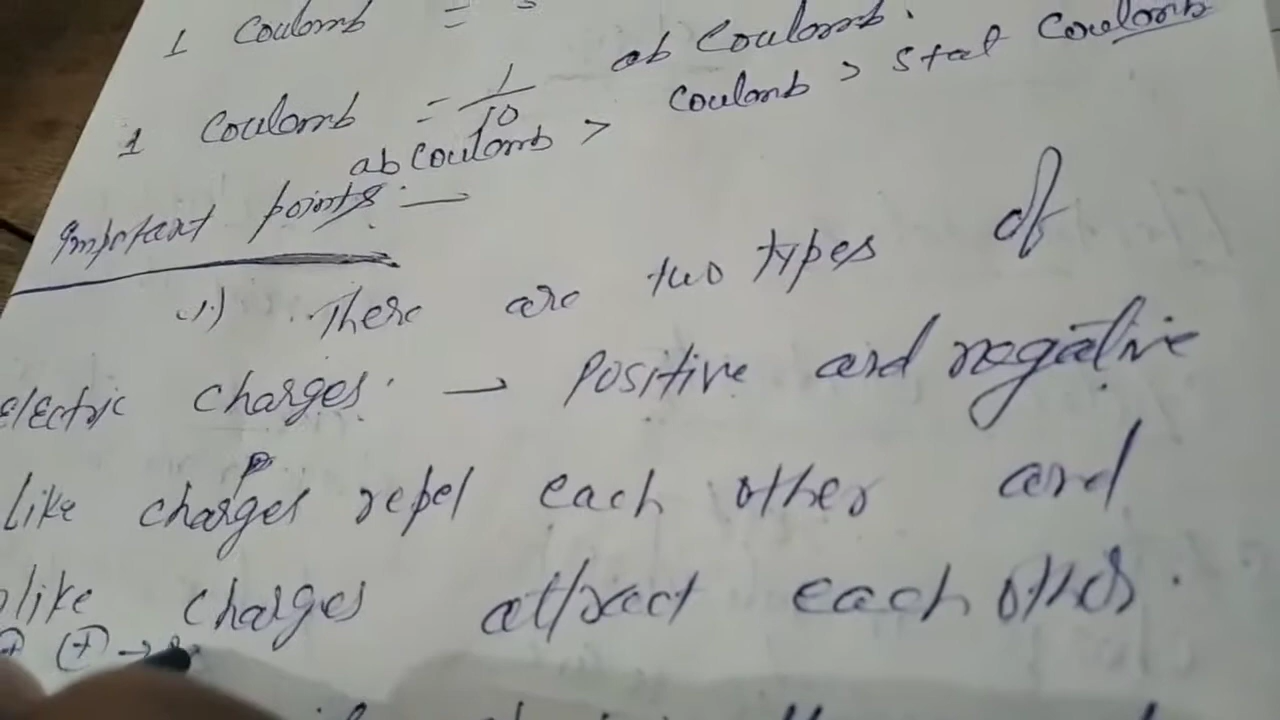 1 Coulomb =
1 Coulomb = 1/10 ab Coulomb.
ab Coulomb > Coulomb > stat Coulomb
Important points :—
(1) There are two types of
electric charges. → Positive and negative
like charges repel each other and
like charges attract each other.
(+) →